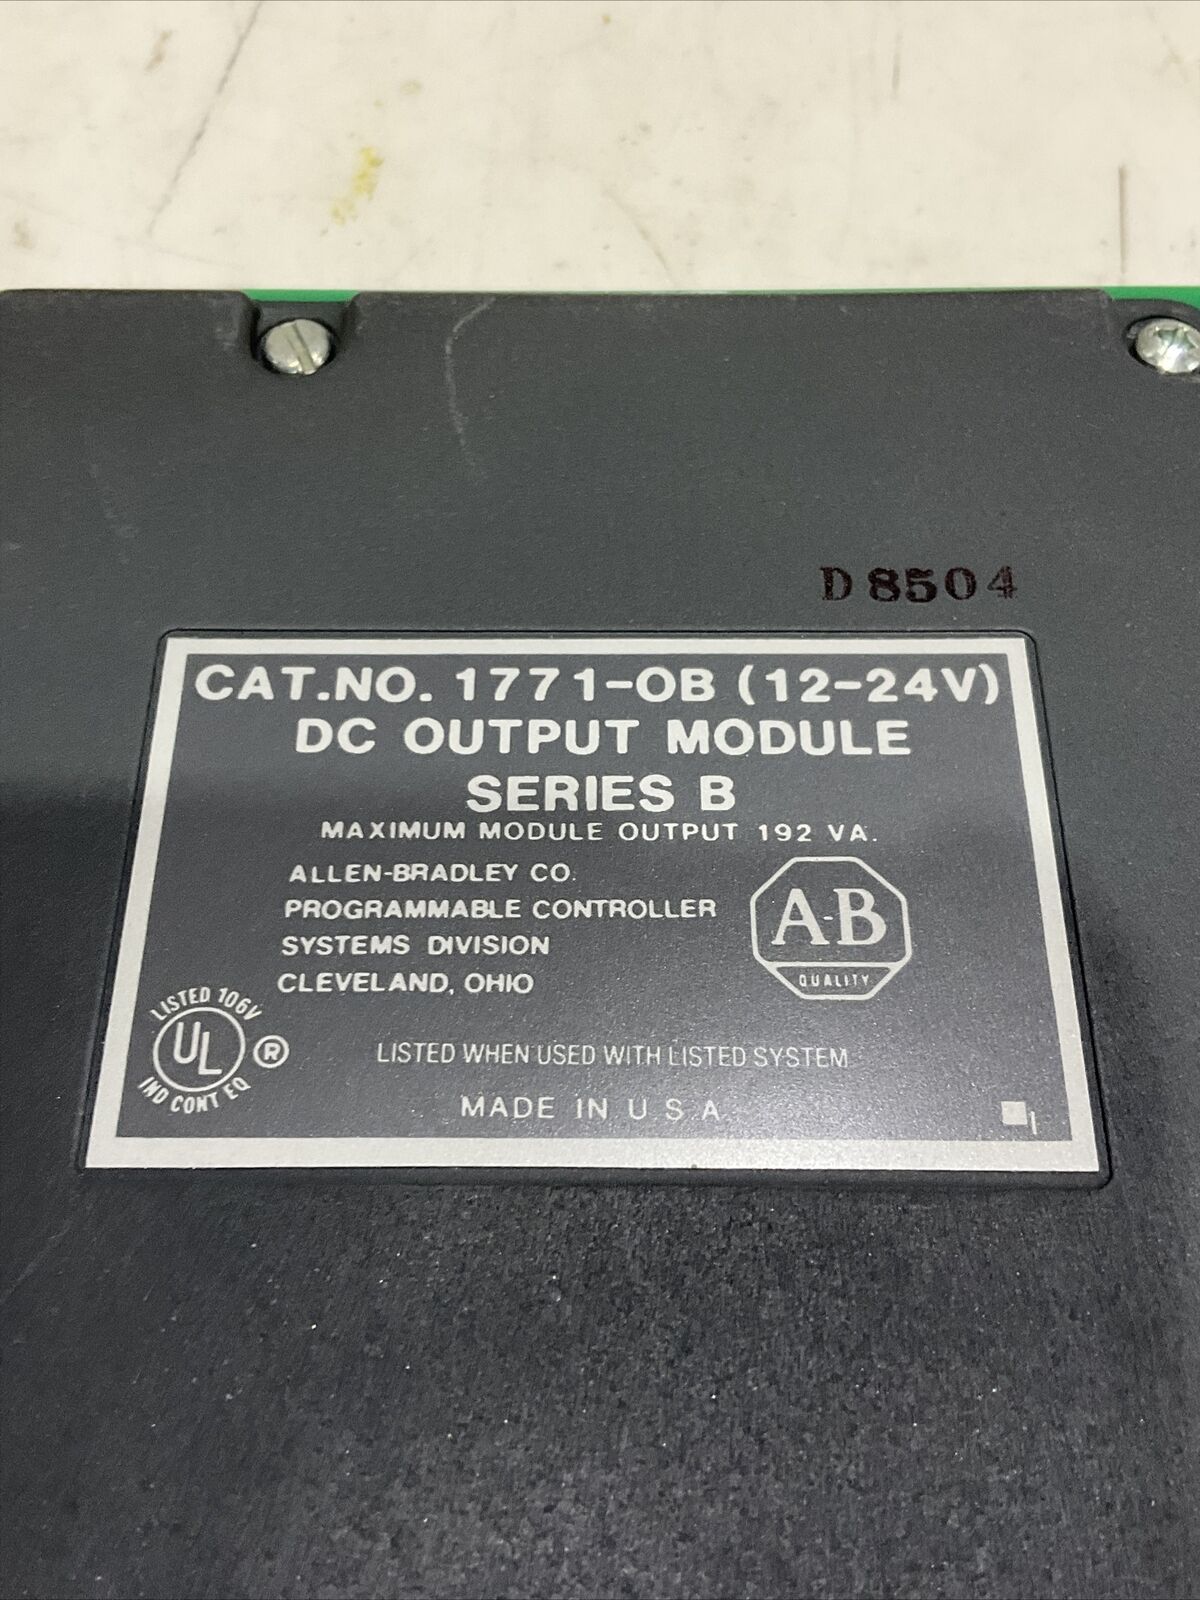 D 8504
CAT.NO. 1771-OB (12-24V)
DC OUTPUT MODULE
SERIES B
MAXIMUM MODULE OUTPUT 192 VA.
ALLEN-BRADLEY CO.
PROGRAMMABLE CONTROLLER
SYSTEMS DIVISION
CLEVELAND, OHIO
A-B
QUALITY
LISTED 106V
UL ®
IND CONT EQ
LISTED WHEN USED WITH LISTED SYSTEM
MADE IN U S A